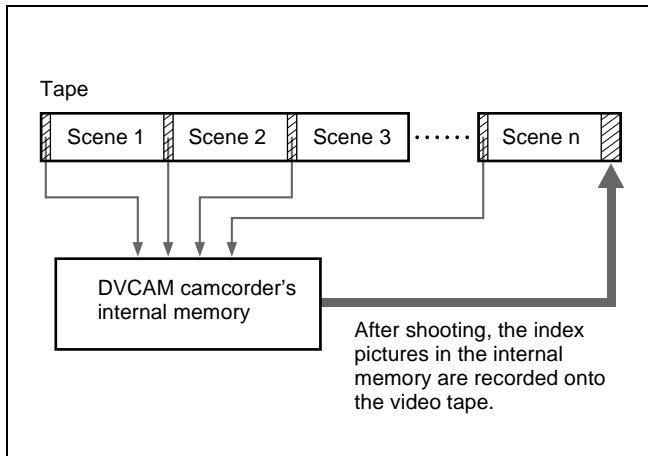 Tape
Scene 1 Scene 2 Scene 3 ······ Scene n
DVCAM camcorder's
internal memory
After shooting, the index
pictures in the internal
memory are recorded onto
the video tape.